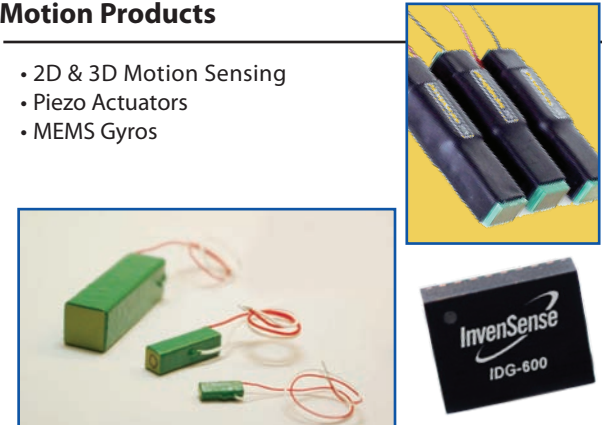 Motion Products
• 2D & 3D Motion Sensing
• Piezo Actuators
• MEMS Gyros
InvenSense
IDG-600